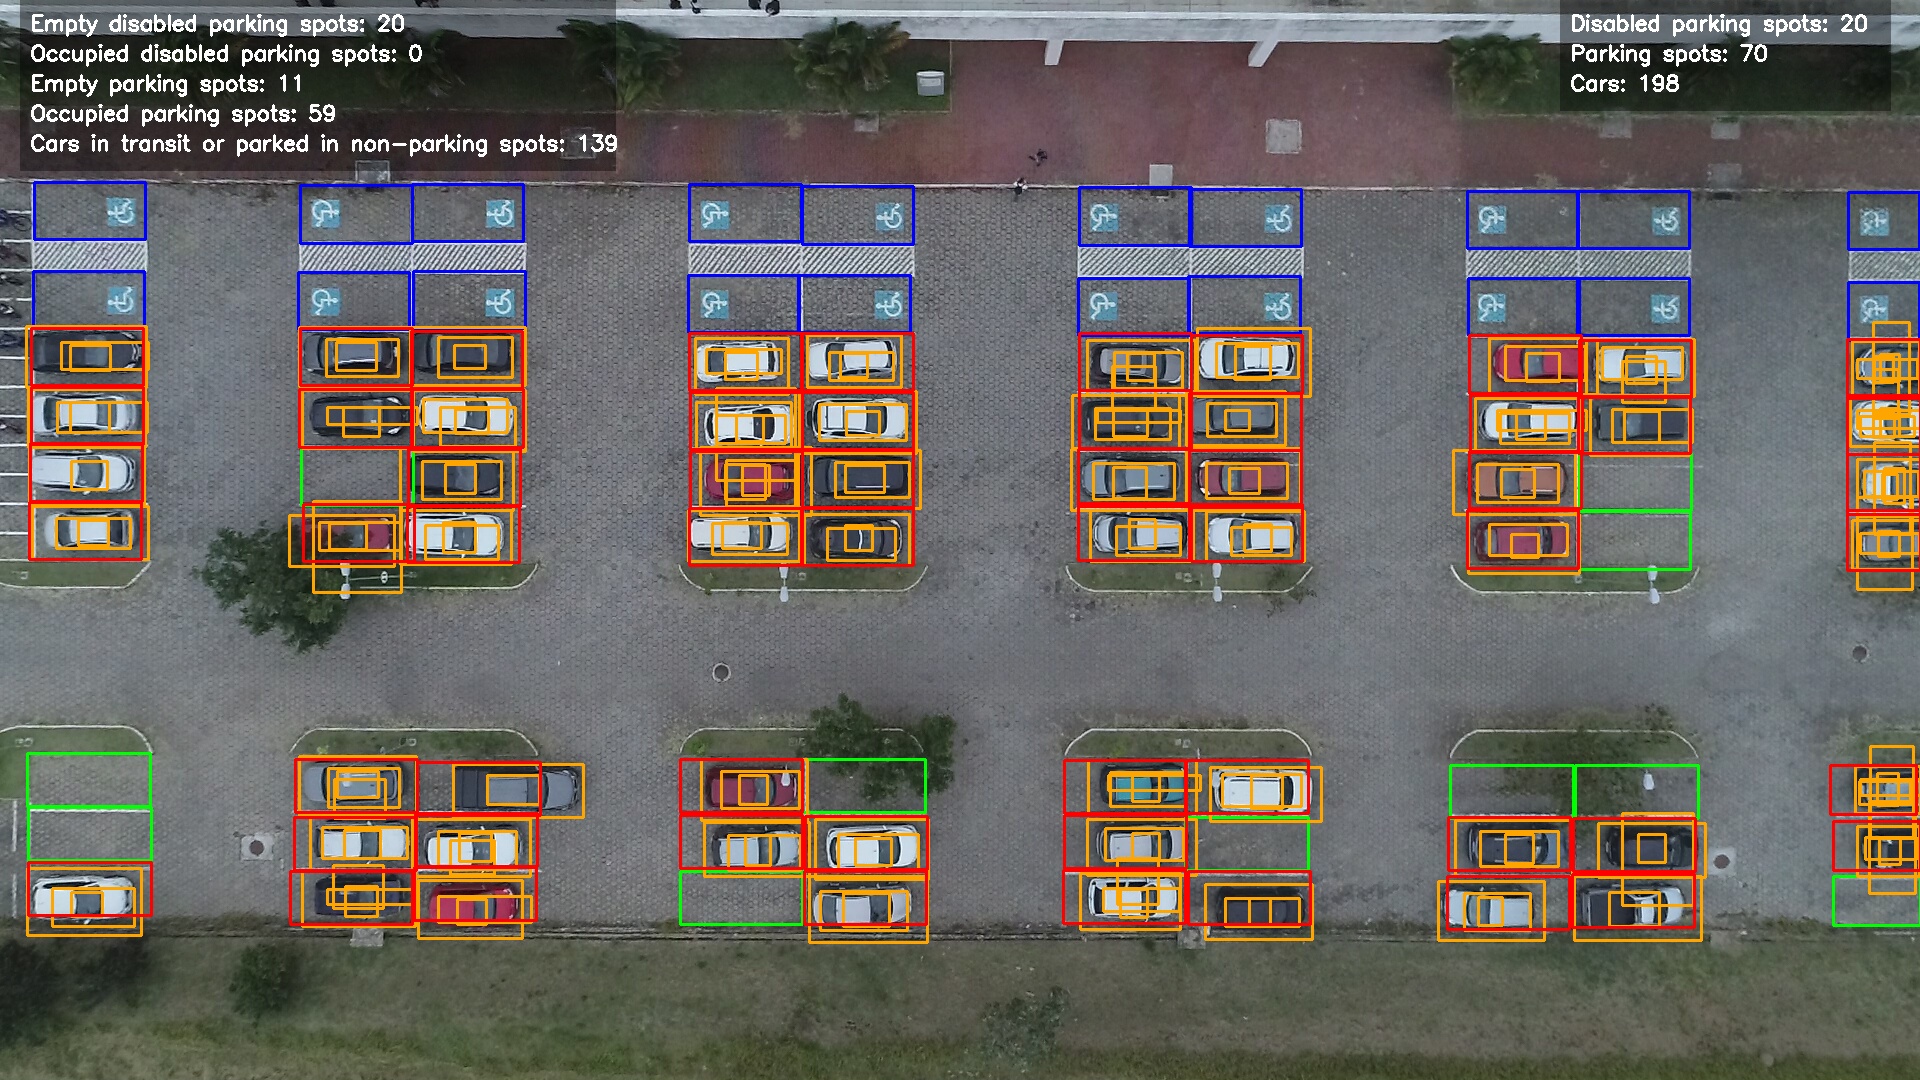 Empty disabled parking spots: 20
Occupied disabled parking spots: 0
Empty parking spots: 11
Occupied parking spots: 59
Cars in transit or parked in non-parking spots: 139
Disabled parking spots: 20
Parking spots: 70
Cars: 198